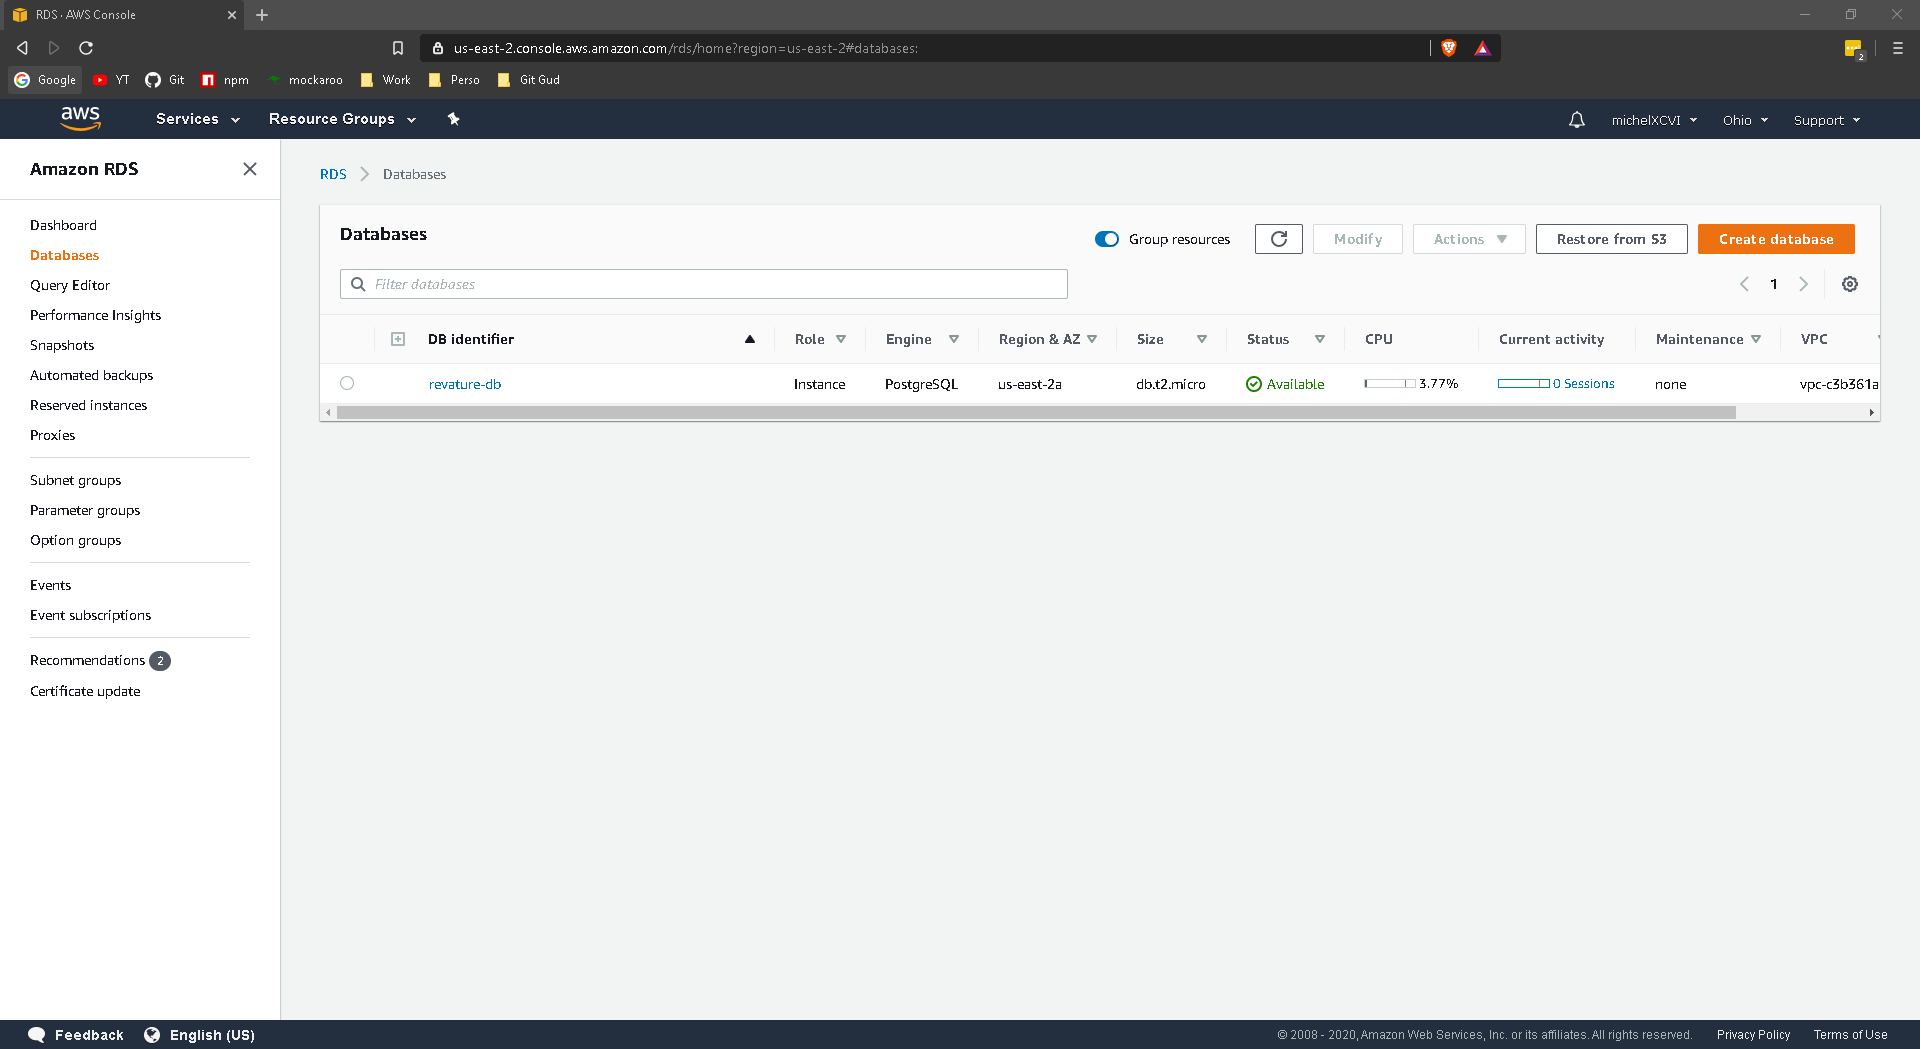 RDS · AWS Console
us-east-2.console.aws.amazon.com/rds/home?region=us-east-2#databases:
2
Google YT Git npm mockaroo Work Perso Git Gud
aws Services Resource Groups michelXCVI Ohio Support
Amazon RDS
Dashboard
Databases
Query Editor
Performance Insights
Snapshots
Automated backups
Reserved instances
Proxies
Subnet groups
Parameter groups
Option groups
Events
Event subscriptions
Recommendations 2
Certificate update
RDS Databases
Databases
Group resources Modify Actions Restore from S3 Create database
Filter databases
1
DB identifier Role Engine Region & AZ Size Status CPU Current activity Maintenance VPC
revature-db Instance PostgreSQL us-east-2a db.t2.micro Available 3.77% 0 Sessions none vpc-c3b361a
Feedback English (US) © 2008 - 2020, Amazon Web Services, Inc. or its affiliates. All rights reserved. Privacy Policy Terms of Use